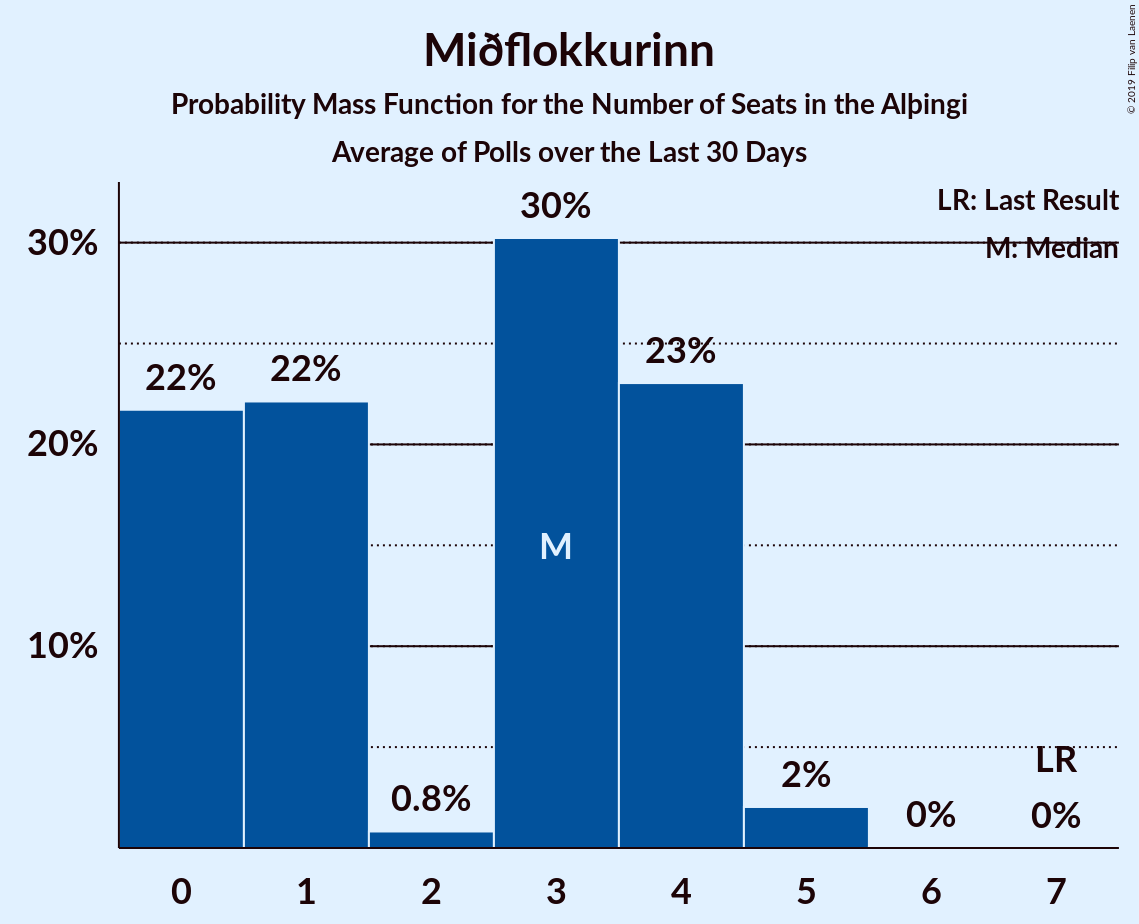 Miðflokkurinn
Probability Mass Function for the Number of Seats in the Alþingi
Average of Polls over the Last 30 Days
© 2019 Filip van Laenen
LR: Last Result
M: Median
30%
20%
10%
22%
22%
0.8%
30%
23%
2%
0%
0%
M
LR
0
1
2
3
4
5
6
7